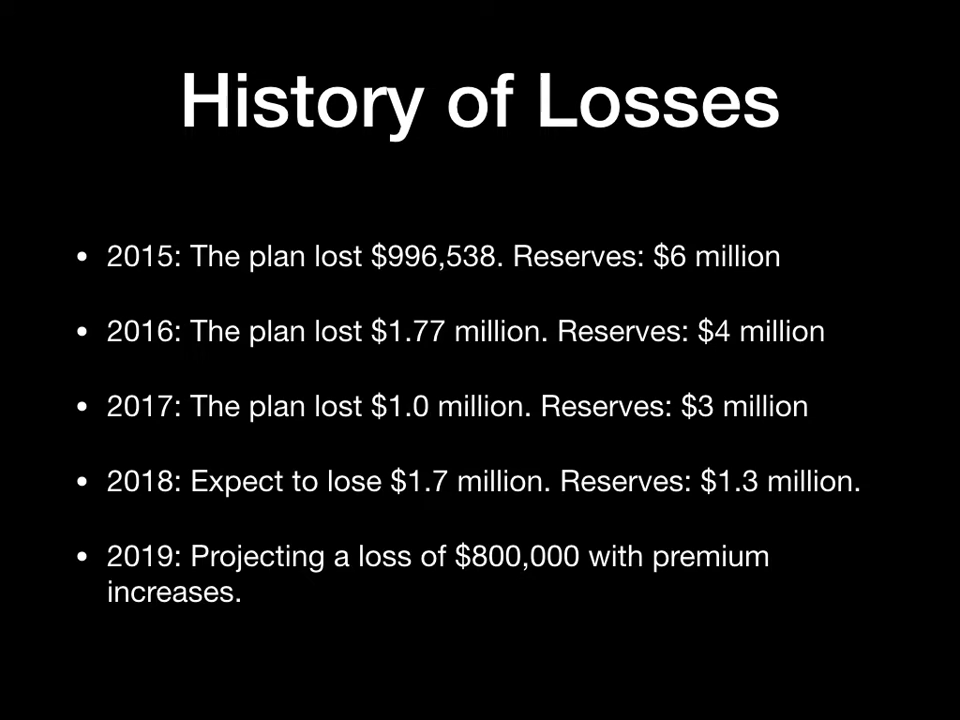 History of Losses
• 2015: The plan lost $996,538. Reserves: $6 million
• 2016: The plan lost $1.77 million. Reserves: $4 million
• 2017: The plan lost $1.0 million. Reserves: $3 million
• 2018: Expect to lose $1.7 million. Reserves: $1.3 million.
• 2019: Projecting a loss of $800,000 with premium
increases.